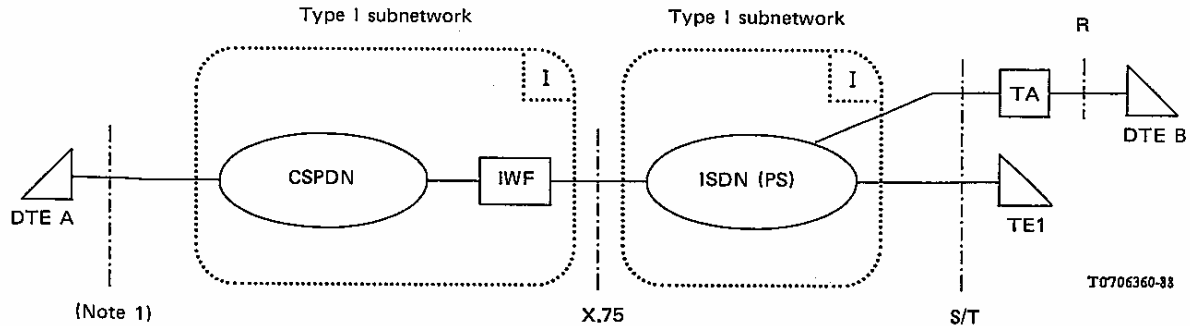 Type I subnetwork
Type I subnetwork
R
I
I
TA
DTE B
CSPDN
IWF
ISDN (PS)
DTE A
TE1
T0706360-88
(Note 1)
X.75
S/T